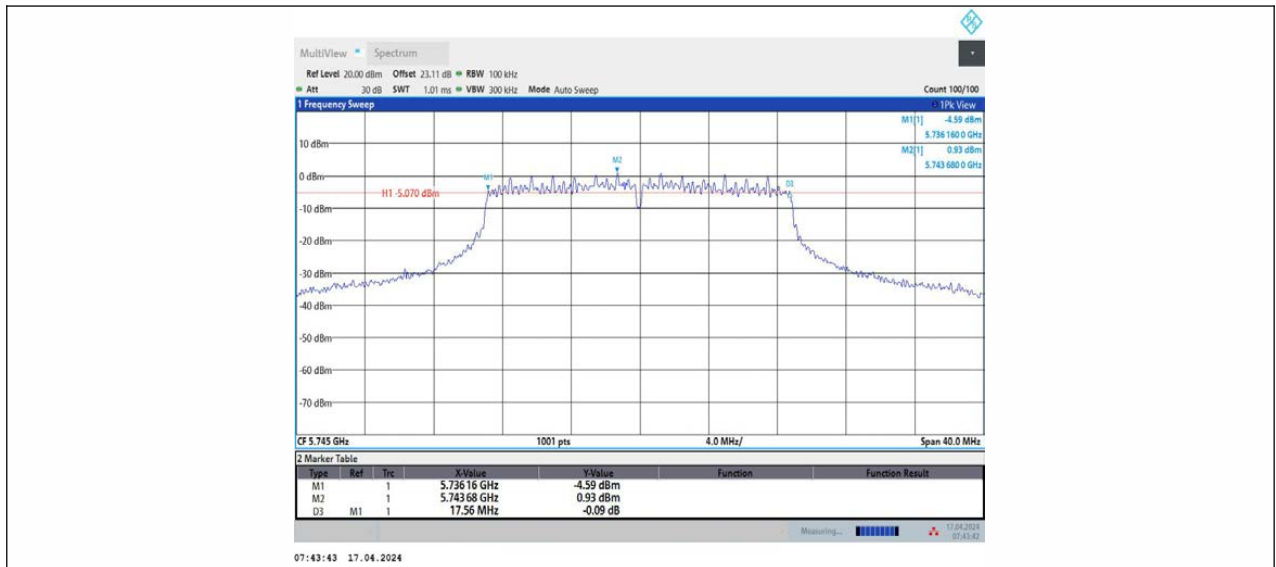 MultiView Spectrum
Ref Level 20.00 dBm Offset 23.11 dB RBW 100 kHz
Att 30 dB SWT 1.01 ms VBW 300 kHz Mode Auto Sweep Count 100/100
1 Frequency Sweep 1Pk View
M1[1] -4.59 dBm
5.736 160 0 GHz
10 dBm
M2[1] 0.93 dBm
5.743 680 0 GHz
M2
0 dBm
M1
D3
H1 -5.070 dBm
-10 dBm
-20 dBm
-30 dBm
-40 dBm
-50 dBm
-60 dBm
-70 dBm
CF 5.745 GHz 1001 pts 4.0 MHz/ Span 40.0 MHz
2 Marker Table
Type Ref Trc X-Value Y-Value Function Function Result
M1 1 5.736 16 GHz -4.59 dBm
M2 1 5.743 68 GHz 0.93 dBm
D3 M1 1 17.56 MHz -0.09 dB
Measuring... 17.04.2024
07:43:42
07:43:43 17.04.2024